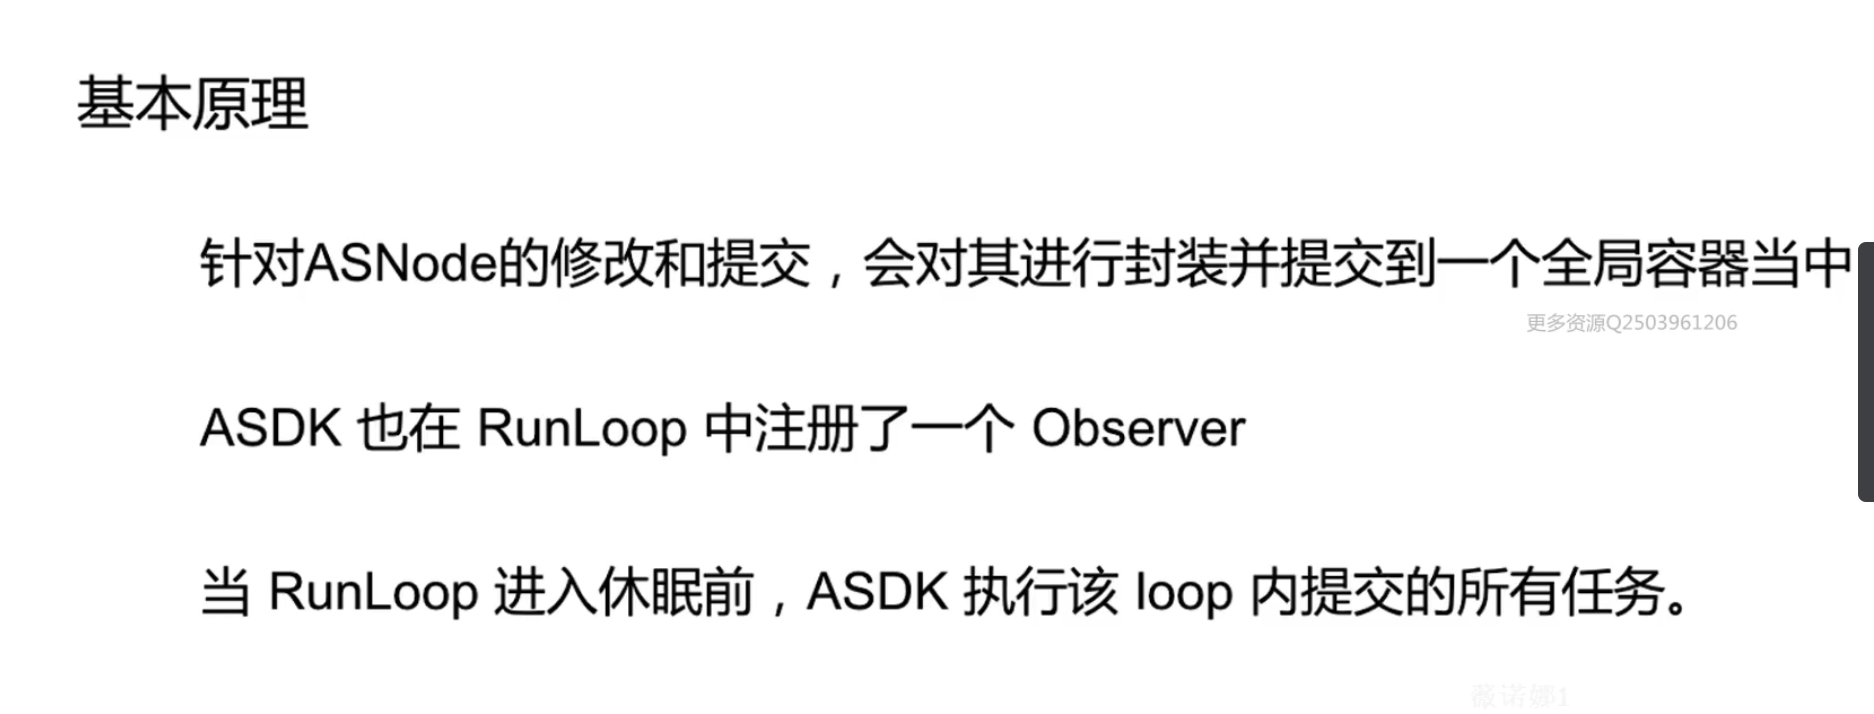 基本原理
针对ASNode的修改和提交，会对其进行封装并提交到一个全局容器当中
更多资源Q2503961206
ASDK 也在 RunLoop 中注册了一个 Observer
当 RunLoop 进入休眠前，ASDK 执行该 loop 内提交的所有任务。
薇诺娜1